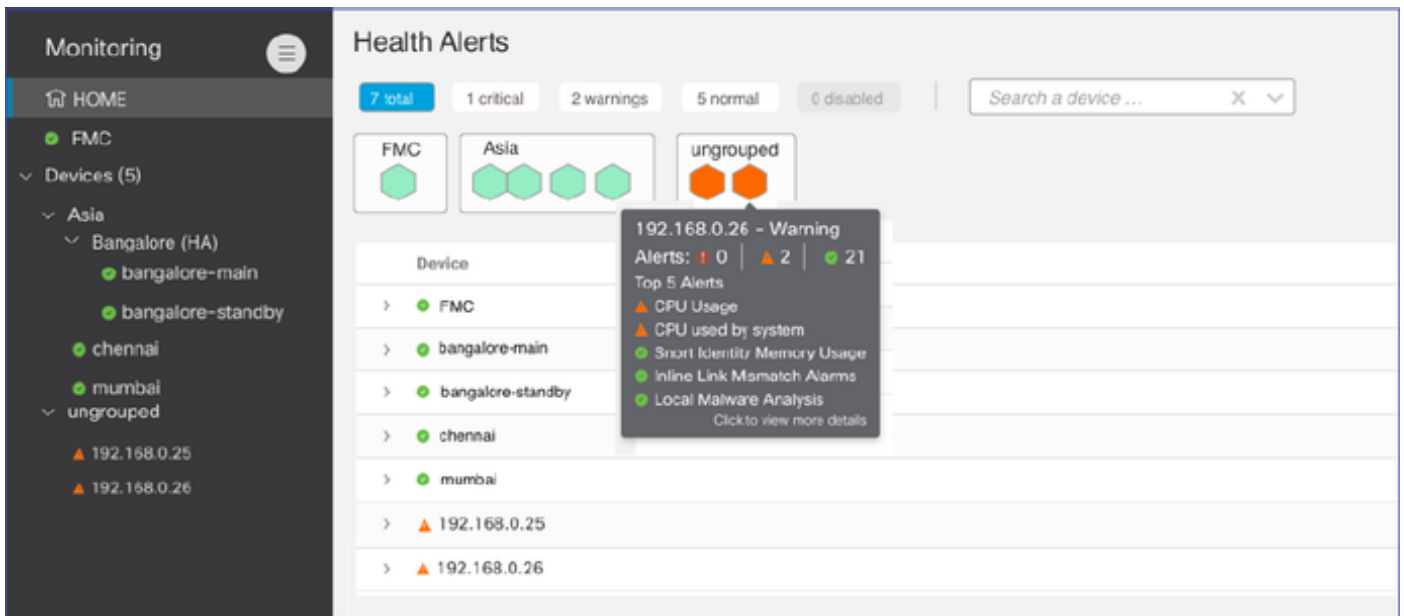 Monitoring
HOME
FMC
Devices (5)
Asia
Bangalore (HA)
bangalore-main
bangalore-standby
chennai
mumbai
ungrouped
192.168.0.25
192.168.0.26
Health Alerts
7 total 1 critical 2 warnings 5 normal 0 disabled Search a device ...
FMC Asia ungrouped
192.168.0.26 - Warning
Alerts: 0 2 21
Top 5 Alerts
CPU Usage
CPU used by system
Snort Identity Memory Usage
Inline Link Mismatch Alarms
Local Malware Analysis
Click to view more details
Device
FMC
bangalore-main
bangalore-standby
chennai
mumbai
192.168.0.25
192.168.0.26